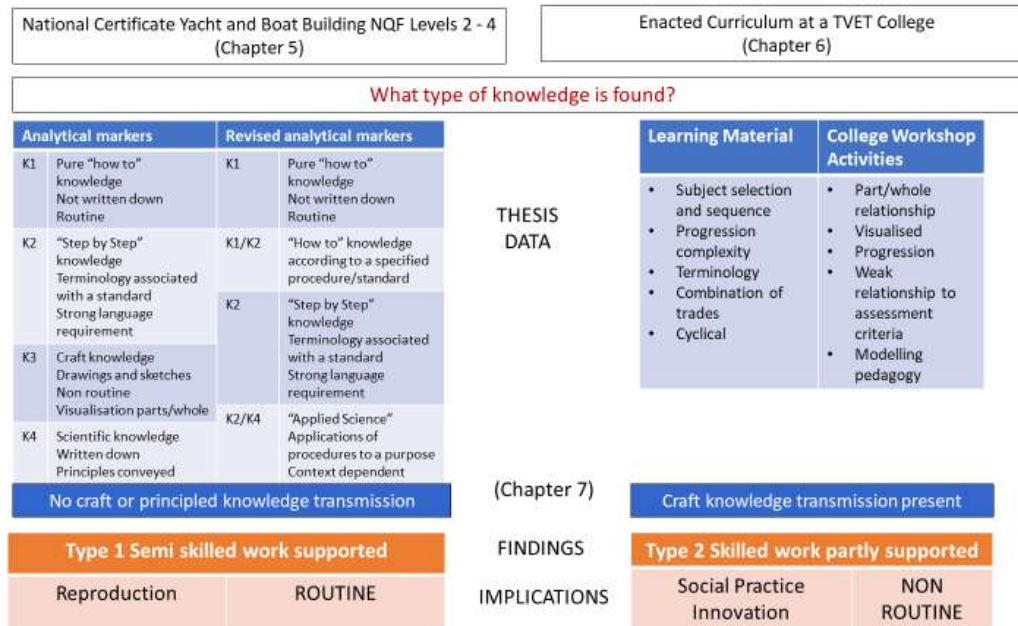 National Certificate Yacht and Boat Building NQF Levels 2 - 4
(Chapter 5)
Enacted Curriculum at a TVET College
(Chapter 6)
What type of knowledge is found?
Analytical markers
Revised analytical markers
K1 Pure “how to”
knowledge
Not written down
Routine
K1 Pure “how to”
knowledge
Not written down
Routine
K2 “Step by Step”
knowledge
Terminology associated
with a standard
Strong language
requirement
K1/K2 “How to” knowledge
according to a specified
procedure/standard
K2 “Step by Step”
knowledge
Terminology associated
with a standard
Strong language
requirement
K3 Craft knowledge
Drawings and sketches
Non routine
Visualisation parts/whole
K4 Scientific knowledge
Written down
Principles conveyed
K2/K4 “Applied Science”
Applications of
procedures to a purpose
Context dependent
THESIS
DATA
Learning Material
• Subject selection
and sequence
• Progression
complexity
• Terminology
• Combination of
trades
• Cyclical
College Workshop
Activities
• Part/whole
relationship
• Visualised
• Progression
• Weak
relationship to
assessment
criteria
• Modelling
pedagogy
No craft or principled knowledge transmission
(Chapter 7)
Craft knowledge transmission present
Type 1 Semi skilled work supported
FINDINGS
Type 2 Skilled work partly supported
Reproduction
ROUTINE
IMPLICATIONS
Social Practice
Innovation
NON
ROUTINE